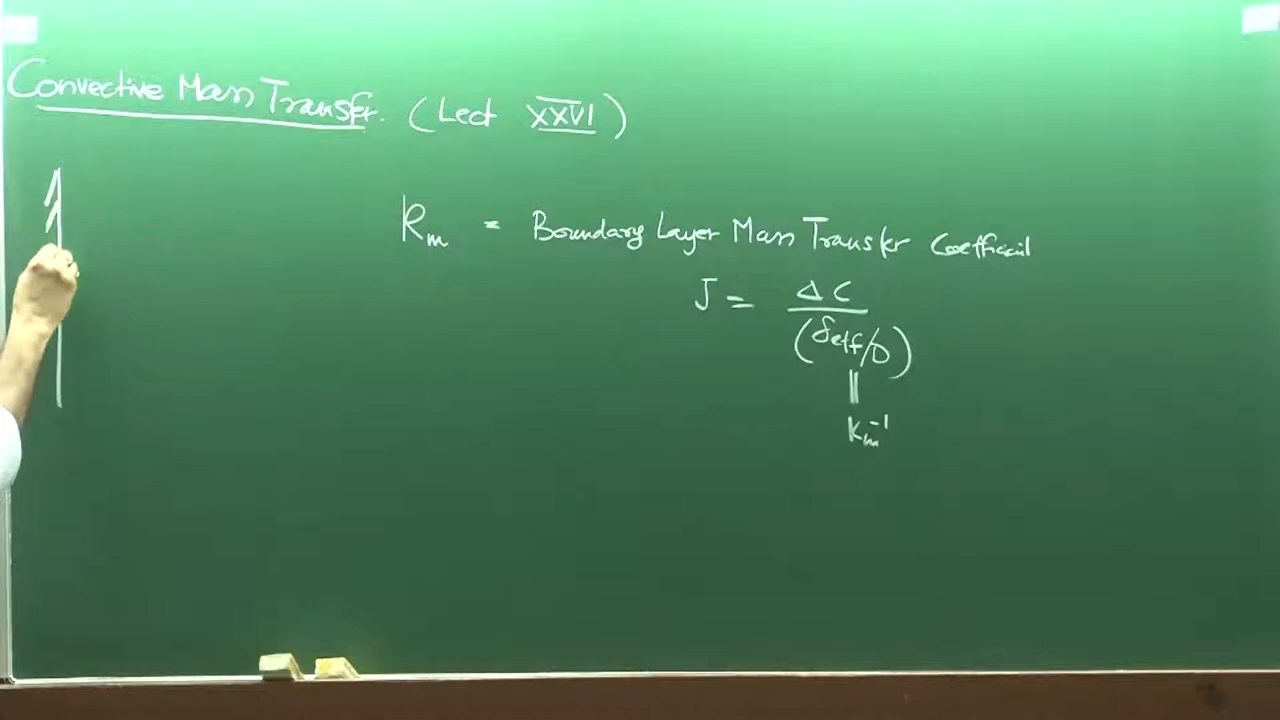 Convective Mass Transfer. (Lect XXVI)
km = Boundary Layer Mass Transfer Coefficient
J = ΔC / (δeff/D)
||
km⁻¹